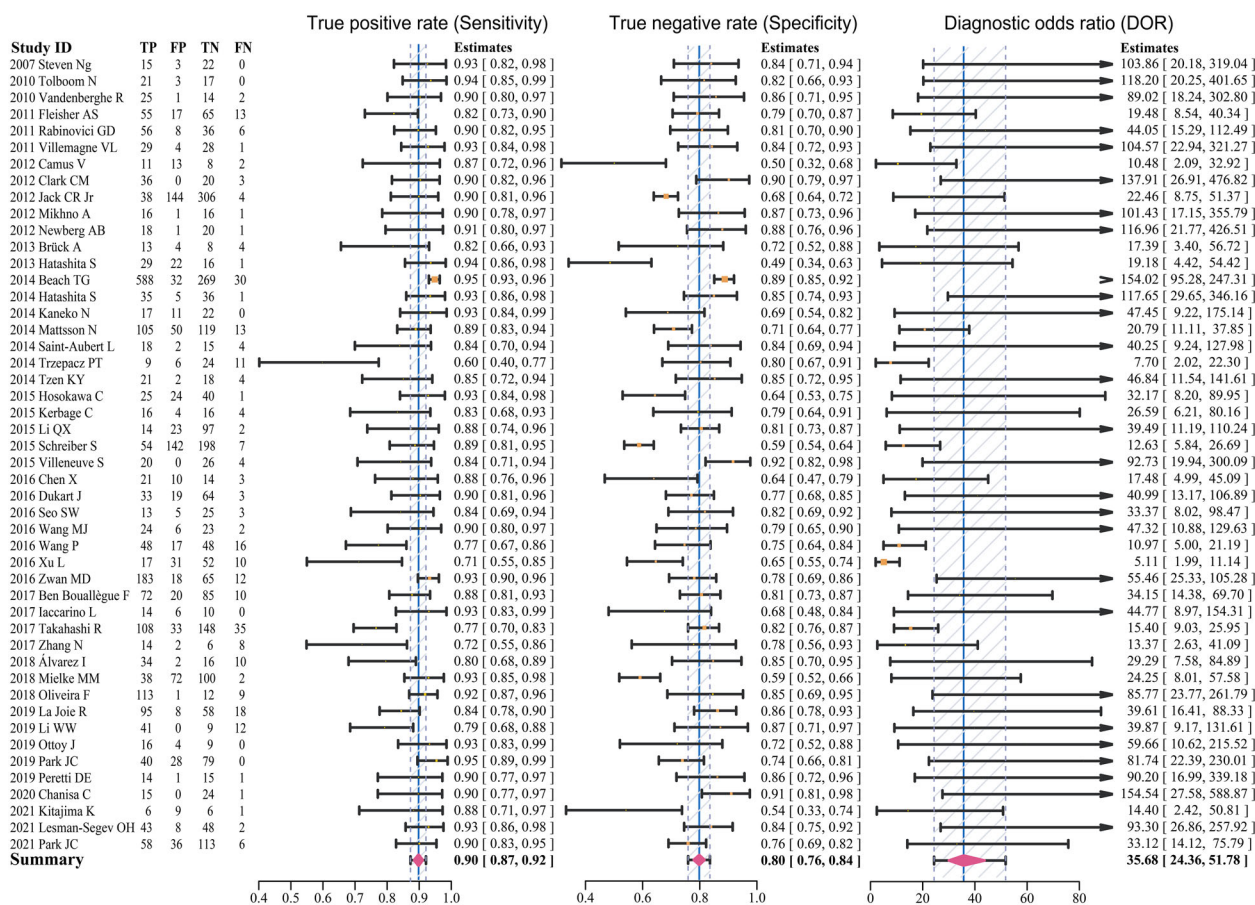 True positive rate (Sensitivity) True negative rate (Specificity) Diagnostic odds ratio (DOR)
Study ID TP FP TN FN Estimates Estimates Estimates
2007 Steven Ng 15 3 22 0 0.93 [ 0.82, 0.98 ] 0.84 [ 0.71, 0.94 ] 103.86 [ 20.18, 319.04 ]
2010 Tolboom N 21 3 17 0 0.94 [ 0.85, 0.99 ] 0.82 [ 0.66, 0.93 ] 118.20 [ 20.25, 401.65 ]
2010 Vandenberghe R 25 1 14 2 0.90 [ 0.80, 0.97 ] 0.86 [ 0.71, 0.95 ] 89.02 [ 18.24, 302.80 ]
2011 Fleisher AS 55 17 65 13 0.82 [ 0.73, 0.90 ] 0.79 [ 0.70, 0.87 ] 19.48 [ 8.54, 40.34 ]
2011 Rabinovici GD 56 8 36 6 0.90 [ 0.82, 0.95 ] 0.81 [ 0.70, 0.90 ] 44.05 [ 15.29, 112.49 ]
2011 Villemagne VL 29 4 28 1 0.93 [ 0.84, 0.98 ] 0.84 [ 0.72, 0.93 ] 104.57 [ 22.94, 321.27 ]
2012 Camus V 11 13 8 2 0.87 [ 0.72, 0.96 ] 0.50 [ 0.32, 0.68 ] 10.48 [ 2.09, 32.92 ]
2012 Clark CM 36 0 20 3 0.90 [ 0.82, 0.96 ] 0.90 [ 0.79, 0.97 ] 137.91 [ 26.91, 476.82 ]
2012 Jack CR Jr 38 144 306 4 0.90 [ 0.81, 0.96 ] 0.68 [ 0.64, 0.72 ] 22.46 [ 8.75, 51.37 ]
2012 Mikhno A 16 1 16 1 0.90 [ 0.78, 0.97 ] 0.87 [ 0.73, 0.96 ] 101.43 [ 17.15, 355.79 ]
2012 Newberg AB 18 1 20 1 0.91 [ 0.80, 0.97 ] 0.88 [ 0.76, 0.96 ] 116.96 [ 21.77, 426.51 ]
2013 Brück A 13 4 8 4 0.82 [ 0.66, 0.93 ] 0.72 [ 0.52, 0.88 ] 17.39 [ 3.40, 56.72 ]
2013 Hatashita S 29 22 16 1 0.94 [ 0.86, 0.98 ] 0.49 [ 0.34, 0.63 ] 19.18 [ 4.42, 54.42 ]
2014 Beach TG 588 32 269 30 0.95 [ 0.93, 0.96 ] 0.89 [ 0.85, 0.92 ] 154.02 [ 95.28, 247.31 ]
2014 Hatashita S 35 5 36 1 0.93 [ 0.86, 0.98 ] 0.85 [ 0.74, 0.93 ] 117.65 [ 29.65, 346.16 ]
2014 Kaneko N 17 11 22 0 0.93 [ 0.84, 0.99 ] 0.69 [ 0.54, 0.82 ] 47.45 [ 9.22, 175.14 ]
2014 Mattsson N 105 50 119 13 0.89 [ 0.83, 0.94 ] 0.71 [ 0.64, 0.77 ] 20.79 [ 11.11, 37.85 ]
2014 Saint-Aubert L 18 2 15 4 0.84 [ 0.70, 0.94 ] 0.84 [ 0.69, 0.94 ] 40.25 [ 9.24, 127.98 ]
2014 Trzepacz PT 9 6 24 11 0.60 [ 0.40, 0.77 ] 0.80 [ 0.67, 0.91 ] 7.70 [ 2.02, 22.30 ]
2014 Tzen KY 21 2 18 4 0.85 [ 0.72, 0.94 ] 0.85 [ 0.72, 0.95 ] 46.84 [ 11.54, 141.61 ]
2015 Hosokawa C 25 24 40 1 0.93 [ 0.84, 0.98 ] 0.64 [ 0.53, 0.75 ] 32.17 [ 8.20, 89.95 ]
2015 Kerbage C 16 4 16 4 0.83 [ 0.68, 0.93 ] 0.79 [ 0.64, 0.91 ] 26.59 [ 6.21, 80.16 ]
2015 Li QX 14 23 97 2 0.88 [ 0.74, 0.96 ] 0.81 [ 0.73, 0.87 ] 39.49 [ 11.19, 110.24 ]
2015 Schreiber S 54 142 198 7 0.89 [ 0.81, 0.95 ] 0.59 [ 0.54, 0.64 ] 12.63 [ 5.84, 26.69 ]
2015 Villeneuve S 20 0 26 4 0.84 [ 0.71, 0.94 ] 0.92 [ 0.82, 0.98 ] 92.73 [ 19.94, 300.09 ]
2016 Chen X 21 10 14 3 0.88 [ 0.76, 0.96 ] 0.64 [ 0.47, 0.79 ] 17.48 [ 4.99, 45.09 ]
2016 Dukart J 33 19 64 3 0.90 [ 0.81, 0.96 ] 0.77 [ 0.68, 0.85 ] 40.99 [ 13.17, 106.89 ]
2016 Seo SW 13 5 25 3 0.84 [ 0.69, 0.94 ] 0.82 [ 0.69, 0.92 ] 33.37 [ 8.02, 98.47 ]
2016 Wang MJ 24 6 23 2 0.90 [ 0.80, 0.97 ] 0.79 [ 0.65, 0.90 ] 47.32 [ 10.88, 129.63 ]
2016 Wang P 48 17 48 16 0.77 [ 0.67, 0.86 ] 0.75 [ 0.64, 0.84 ] 10.97 [ 5.00, 21.19 ]
2016 Xu L 17 31 52 10 0.71 [ 0.55, 0.85 ] 0.65 [ 0.55, 0.74 ] 5.11 [ 1.99, 11.14 ]
2016 Zwan MD 183 18 65 12 0.93 [ 0.90, 0.96 ] 0.78 [ 0.69, 0.86 ] 55.46 [ 25.33, 105.28 ]
2017 Ben Bouallègue F 72 20 85 10 0.88 [ 0.81, 0.93 ] 0.81 [ 0.73, 0.87 ] 34.15 [ 14.38, 69.70 ]
2017 Iaccarino L 14 6 10 0 0.93 [ 0.83, 0.99 ] 0.68 [ 0.48, 0.84 ] 44.77 [ 8.97, 154.31 ]
2017 Takahashi R 108 33 148 35 0.77 [ 0.70, 0.83 ] 0.82 [ 0.76, 0.87 ] 15.40 [ 9.03, 25.95 ]
2017 Zhang N 14 2 6 8 0.72 [ 0.55, 0.86 ] 0.78 [ 0.56, 0.93 ] 13.37 [ 2.63, 41.09 ]
2018 Álvarez I 34 2 16 10 0.80 [ 0.68, 0.89 ] 0.85 [ 0.70, 0.95 ] 29.29 [ 7.58, 84.89 ]
2018 Mielke MM 38 72 100 2 0.93 [ 0.85, 0.98 ] 0.59 [ 0.52, 0.66 ] 24.25 [ 8.01, 57.58 ]
2018 Oliveira F 113 1 12 9 0.92 [ 0.87, 0.96 ] 0.85 [ 0.69, 0.95 ] 85.77 [ 23.77, 261.79 ]
2019 La Joie R 95 8 58 18 0.84 [ 0.78, 0.90 ] 0.86 [ 0.78, 0.93 ] 39.61 [ 16.41, 88.33 ]
2019 Li WW 41 0 9 12 0.79 [ 0.68, 0.88 ] 0.87 [ 0.71, 0.97 ] 39.87 [ 9.17, 131.61 ]
2019 Ottoy J 16 4 9 0 0.93 [ 0.83, 0.99 ] 0.72 [ 0.52, 0.88 ] 59.66 [ 10.62, 215.52 ]
2019 Park JC 40 28 79 0 0.95 [ 0.89, 0.99 ] 0.74 [ 0.66, 0.81 ] 81.74 [ 22.39, 230.01 ]
2019 Peretti DE 14 1 15 1 0.90 [ 0.77, 0.97 ] 0.86 [ 0.72, 0.96 ] 90.20 [ 16.99, 339.18 ]
2020 Chanisa C 15 0 24 1 0.90 [ 0.77, 0.97 ] 0.91 [ 0.81, 0.98 ] 154.54 [ 27.58, 588.87 ]
2021 Kitajima K 6 9 6 1 0.88 [ 0.71, 0.97 ] 0.54 [ 0.33, 0.74 ] 14.40 [ 2.42, 50.81 ]
2021 Lesman-Segev OH 43 8 48 2 0.93 [ 0.86, 0.98 ] 0.84 [ 0.75, 0.92 ] 93.30 [ 26.86, 257.92 ]
2021 Park JC 58 36 113 6 0.90 [ 0.83, 0.95 ] 0.76 [ 0.69, 0.82 ] 33.12 [ 14.12, 75.79 ]
Summary 0.90 [ 0.87, 0.92 ] 0.80 [ 0.76, 0.84 ] 35.68 [ 24.36, 51.78 ]
0.4 0.5 0.6 0.7 0.8 0.9 1.0 0.4 0.6 0.8 1.0 0 20 40 60 80